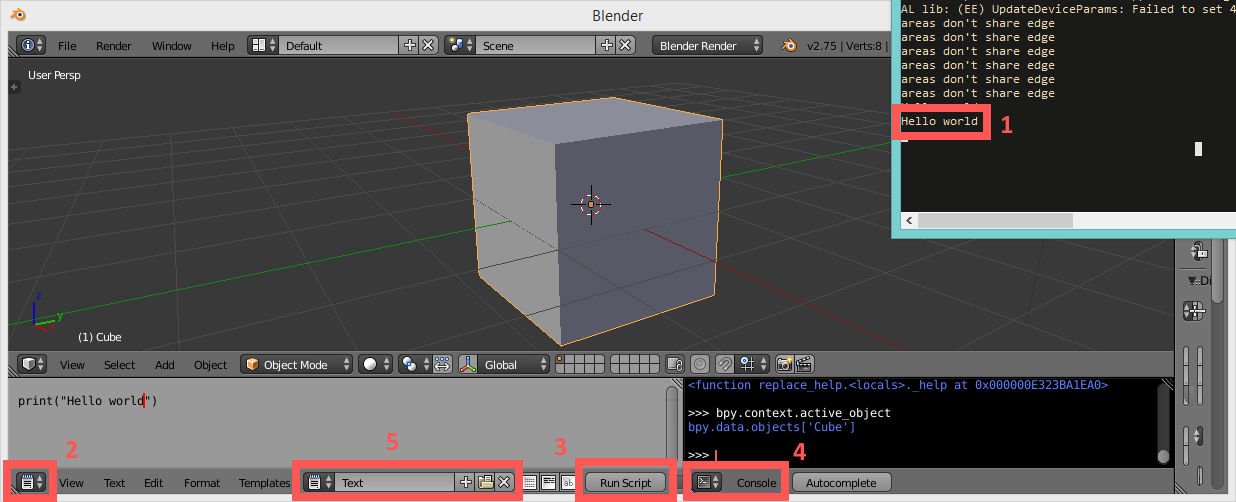 Blender
AL lib: (EE) UpdateDeviceParams: Failed to set 4
areas don't share edge
areas don't share edge
areas don't share edge
areas don't share edge
areas don't share edge
areas don't share edge
Hello world
1
File Render Window Help Default Scene Blender Render v2.75 | Verts:8 |
User Persp
z
y
(1) Cube
View Select Add Object Object Mode Global
print("Hello world")
<function replace_help.<locals>._help at 0x000000E323BA1EA0>
>>> bpy.context.active_object
bpy.data.objects['Cube']
>>>
2 5 3 4
View Text Edit Format Templates Text Run Script Console Autocomplete